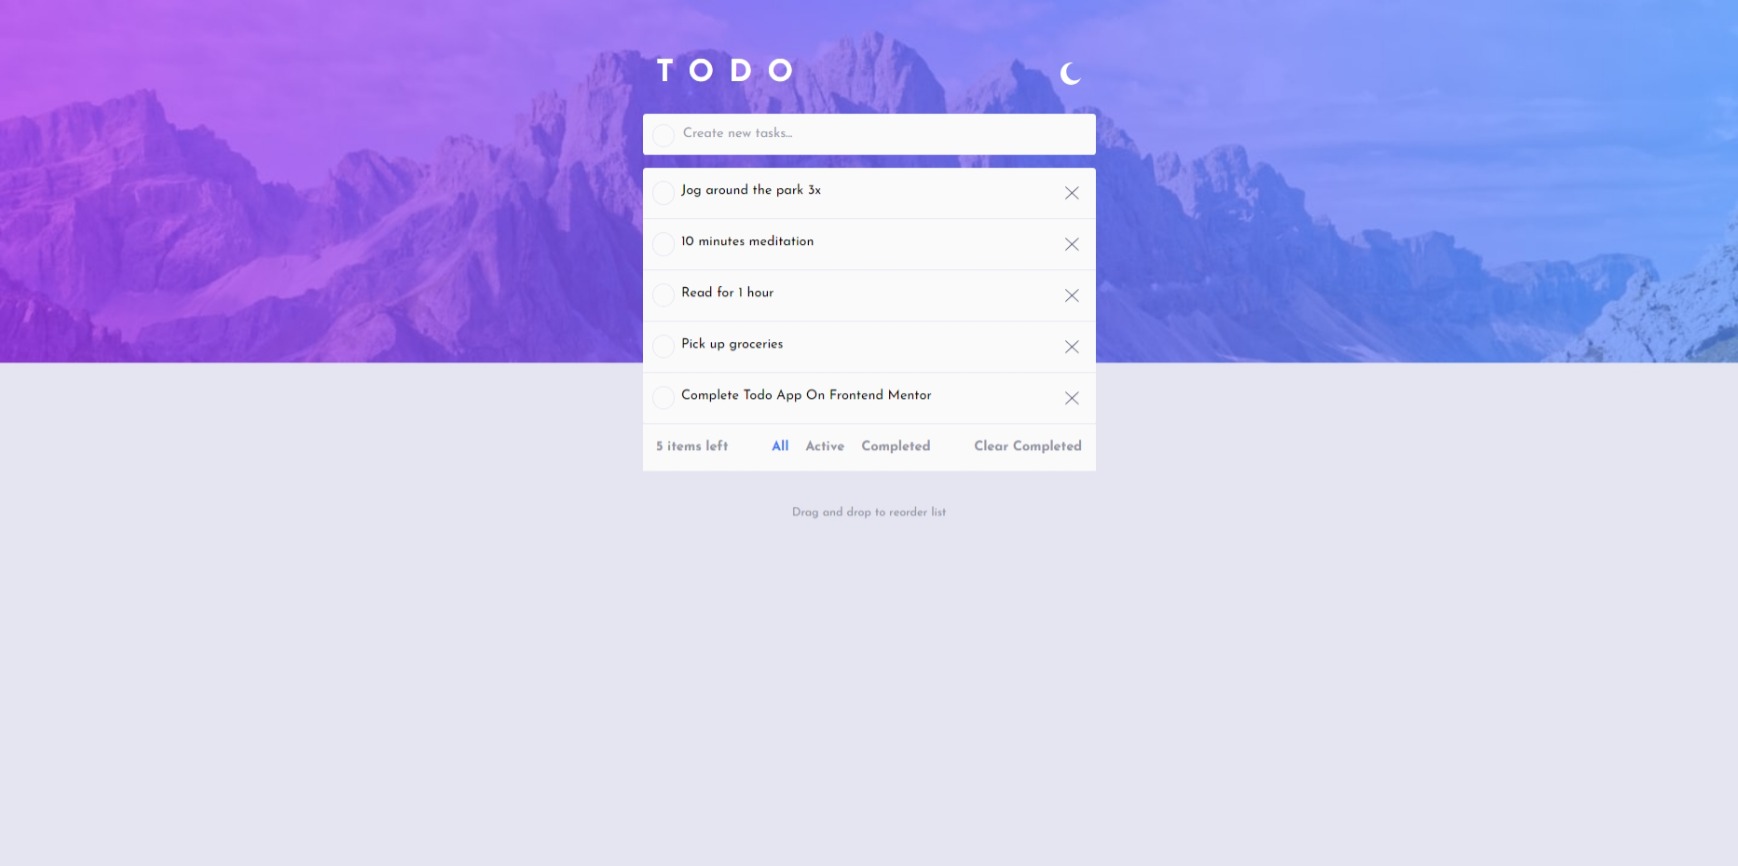 TODO
Create new tasks...
Jog around the park 3x
10 minutes meditation
Read for 1 hour
Pick up groceries
Complete Todo App On Frontend Mentor
5 items left All Active Completed Clear Completed
Drag and drop to reorder list